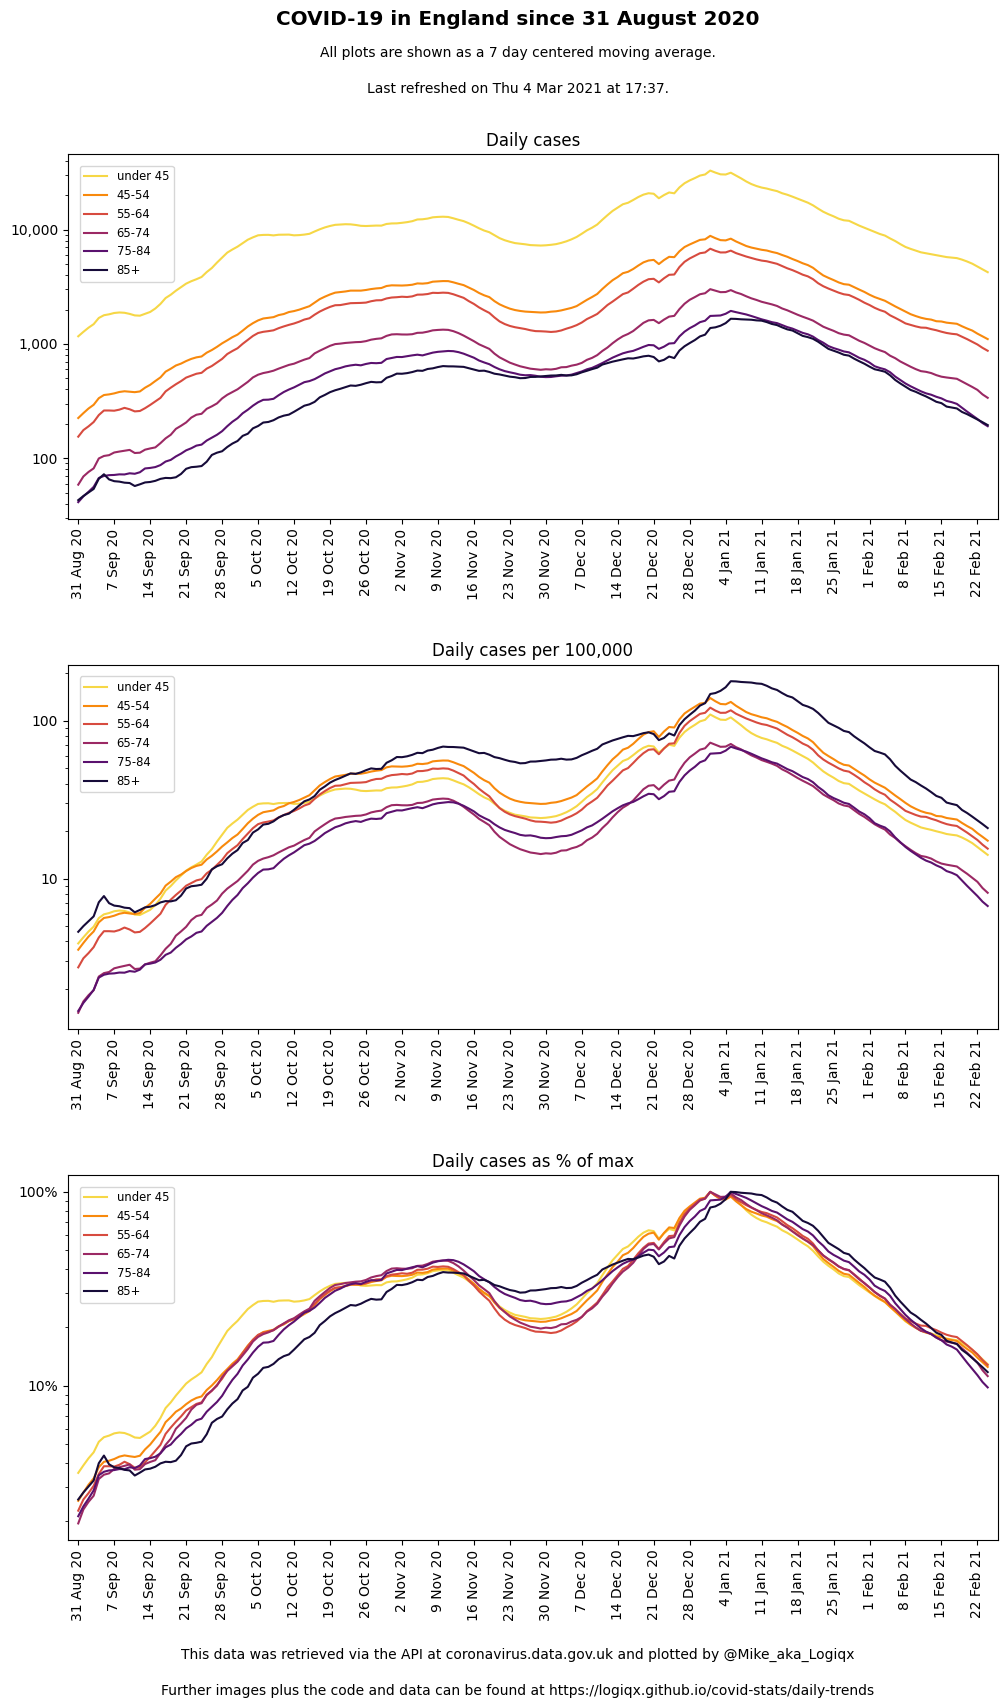 COVID-19 in England since 31 August 2020
All plots are shown as a 7 day centered moving average.
Last refreshed on Thu 4 Mar 2021 at 17:37.
Daily cases
under 45
45-54
55-64
65-74
75-84
85+
10,000
1,000
100
31 Aug 20
7 Sep 20
14 Sep 20
21 Sep 20
28 Sep 20
5 Oct 20
12 Oct 20
19 Oct 20
26 Oct 20
2 Nov 20
9 Nov 20
16 Nov 20
23 Nov 20
30 Nov 20
7 Dec 20
14 Dec 20
21 Dec 20
28 Dec 20
4 Jan 21
11 Jan 21
18 Jan 21
25 Jan 21
1 Feb 21
8 Feb 21
15 Feb 21
22 Feb 21
Daily cases per 100,000
under 45
45-54
55-64
65-74
75-84
85+
100
10
31 Aug 20
7 Sep 20
14 Sep 20
21 Sep 20
28 Sep 20
5 Oct 20
12 Oct 20
19 Oct 20
26 Oct 20
2 Nov 20
9 Nov 20
16 Nov 20
23 Nov 20
30 Nov 20
7 Dec 20
14 Dec 20
21 Dec 20
28 Dec 20
4 Jan 21
11 Jan 21
18 Jan 21
25 Jan 21
1 Feb 21
8 Feb 21
15 Feb 21
22 Feb 21
Daily cases as % of max
under 45
45-54
55-64
65-74
75-84
85+
100%
10%
31 Aug 20
7 Sep 20
14 Sep 20
21 Sep 20
28 Sep 20
5 Oct 20
12 Oct 20
19 Oct 20
26 Oct 20
2 Nov 20
9 Nov 20
16 Nov 20
23 Nov 20
30 Nov 20
7 Dec 20
14 Dec 20
21 Dec 20
28 Dec 20
4 Jan 21
11 Jan 21
18 Jan 21
25 Jan 21
1 Feb 21
8 Feb 21
15 Feb 21
22 Feb 21
This data was retrieved via the API at coronavirus.data.gov.uk and plotted by @Mike_aka_Logiqx
Further images plus the code and data can be found at https://logiqx.github.io/covid-stats/daily-trends